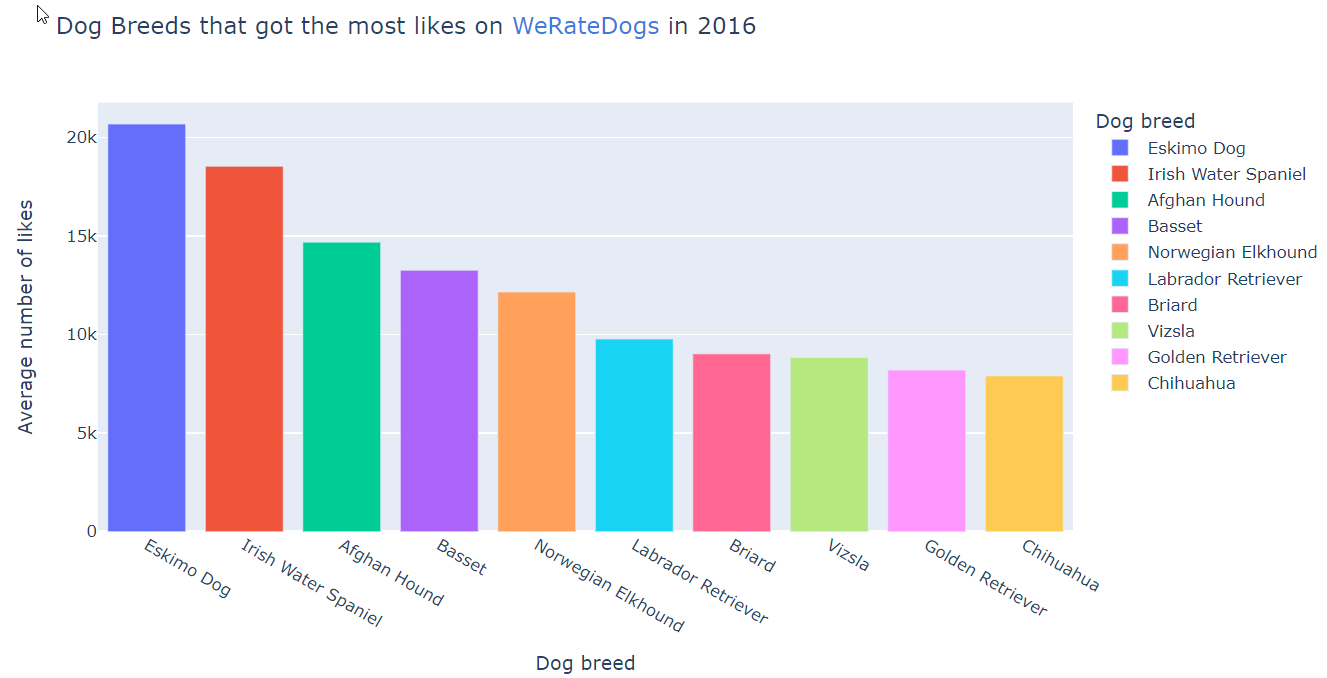 Dog Breeds that got the most likes on WeRateDogs in 2016
Average number of likes
20k
15k
10k
5k
0
Eskimo Dog
Irish Water Spaniel
Afghan Hound
Basset
Norwegian Elkhound
Labrador Retriever
Briard
Vizsla
Golden Retriever
Chihuahua
Dog breed
Dog breed
Eskimo Dog
Irish Water Spaniel
Afghan Hound
Basset
Norwegian Elkhound
Labrador Retriever
Briard
Vizsla
Golden Retriever
Chihuahua